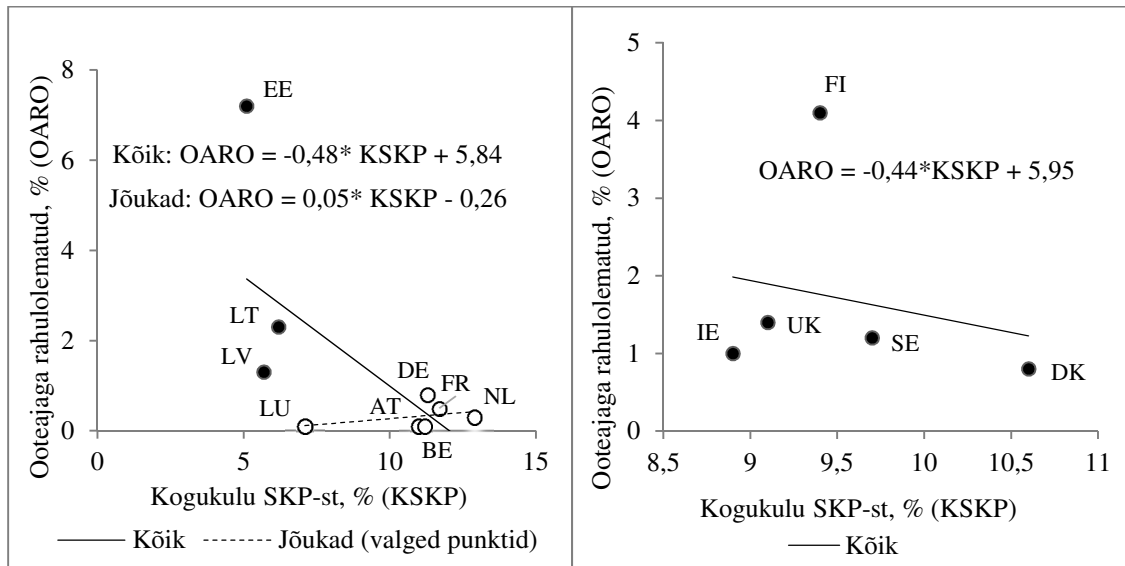 Ooteajaga rahulolematud, % (OARO)
8
6
4
2
0
EE
Kõik: OARO = -0,48* KSKP + 5,84
Jõukad: OARO = 0,05* KSKP - 0,26
LT
LV
LU
DE
FR
AT
NL
BE
0
5
10
15
Kogukulu SKP-st, % (KSKP)
Kõik
Jõukad (valged punktid)
Ooteajaga rahulolematud, % (OARO)
5
4
3
2
1
0
FI
OARO = -0,44*KSKP + 5,95
IE
UK
SE
DK
8,5
9
9,5
10
10,5
11
Kogukulu SKP-st, % (KSKP)
Kõik